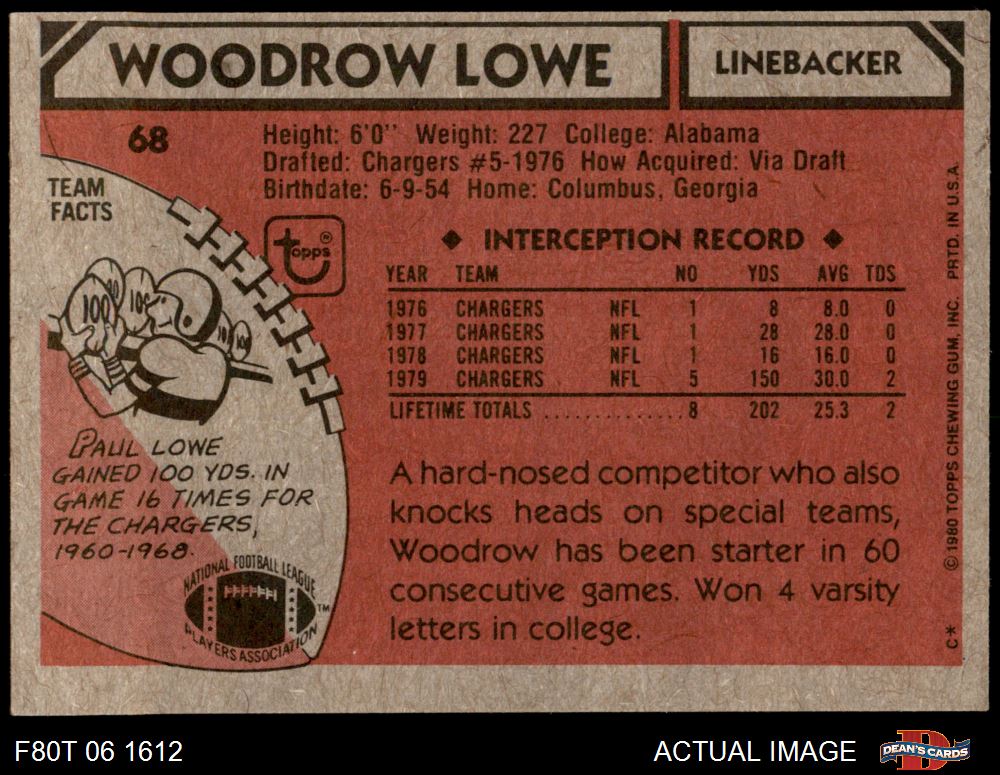 WOODROW LOWE
LINEBACKER
68
Height: 6'0" Weight: 227 College: Alabama
Drafted: Chargers #5-1976 How Acquired: Via Draft
Birthdate: 6-9-54 Home: Columbus, Georgia
TEAM
FACTS
topps®
100 100 100 100
◆ INTERCEPTION RECORD ◆
YEAR TEAM NO YDS AVG TDS
1976 CHARGERS NFL 1 8 8.0 0
1977 CHARGERS NFL 1 28 28.0 0
1978 CHARGERS NFL 1 16 16.0 0
1979 CHARGERS NFL 5 150 30.0 2
LIFETIME TOTALS ............. 8 202 25.3 2
PAUL LOWE
GAINED 100 YDS. IN
GAME 16 TIMES FOR
THE CHARGERS,
1960-1968.
NATIONAL FOOTBALL LEAGUE
PLAYERS ASSOCIATION
TM
A hard-nosed competitor who also
knocks heads on special teams,
Woodrow has been starter in 60
consecutive games. Won 4 varsity
letters in college.
C* © 1980 TOPPS CHEWING GUM, INC. PRTD. IN U.S.A.
F80T 06 1612
ACTUAL IMAGE
DEAN'S CARDS